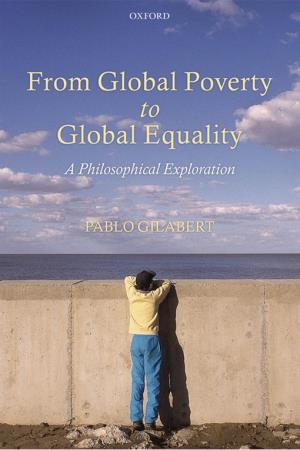 OXFORD
From Global Poverty
to
Global Equality
A Philosophical Exploration
PABLO GILABERT